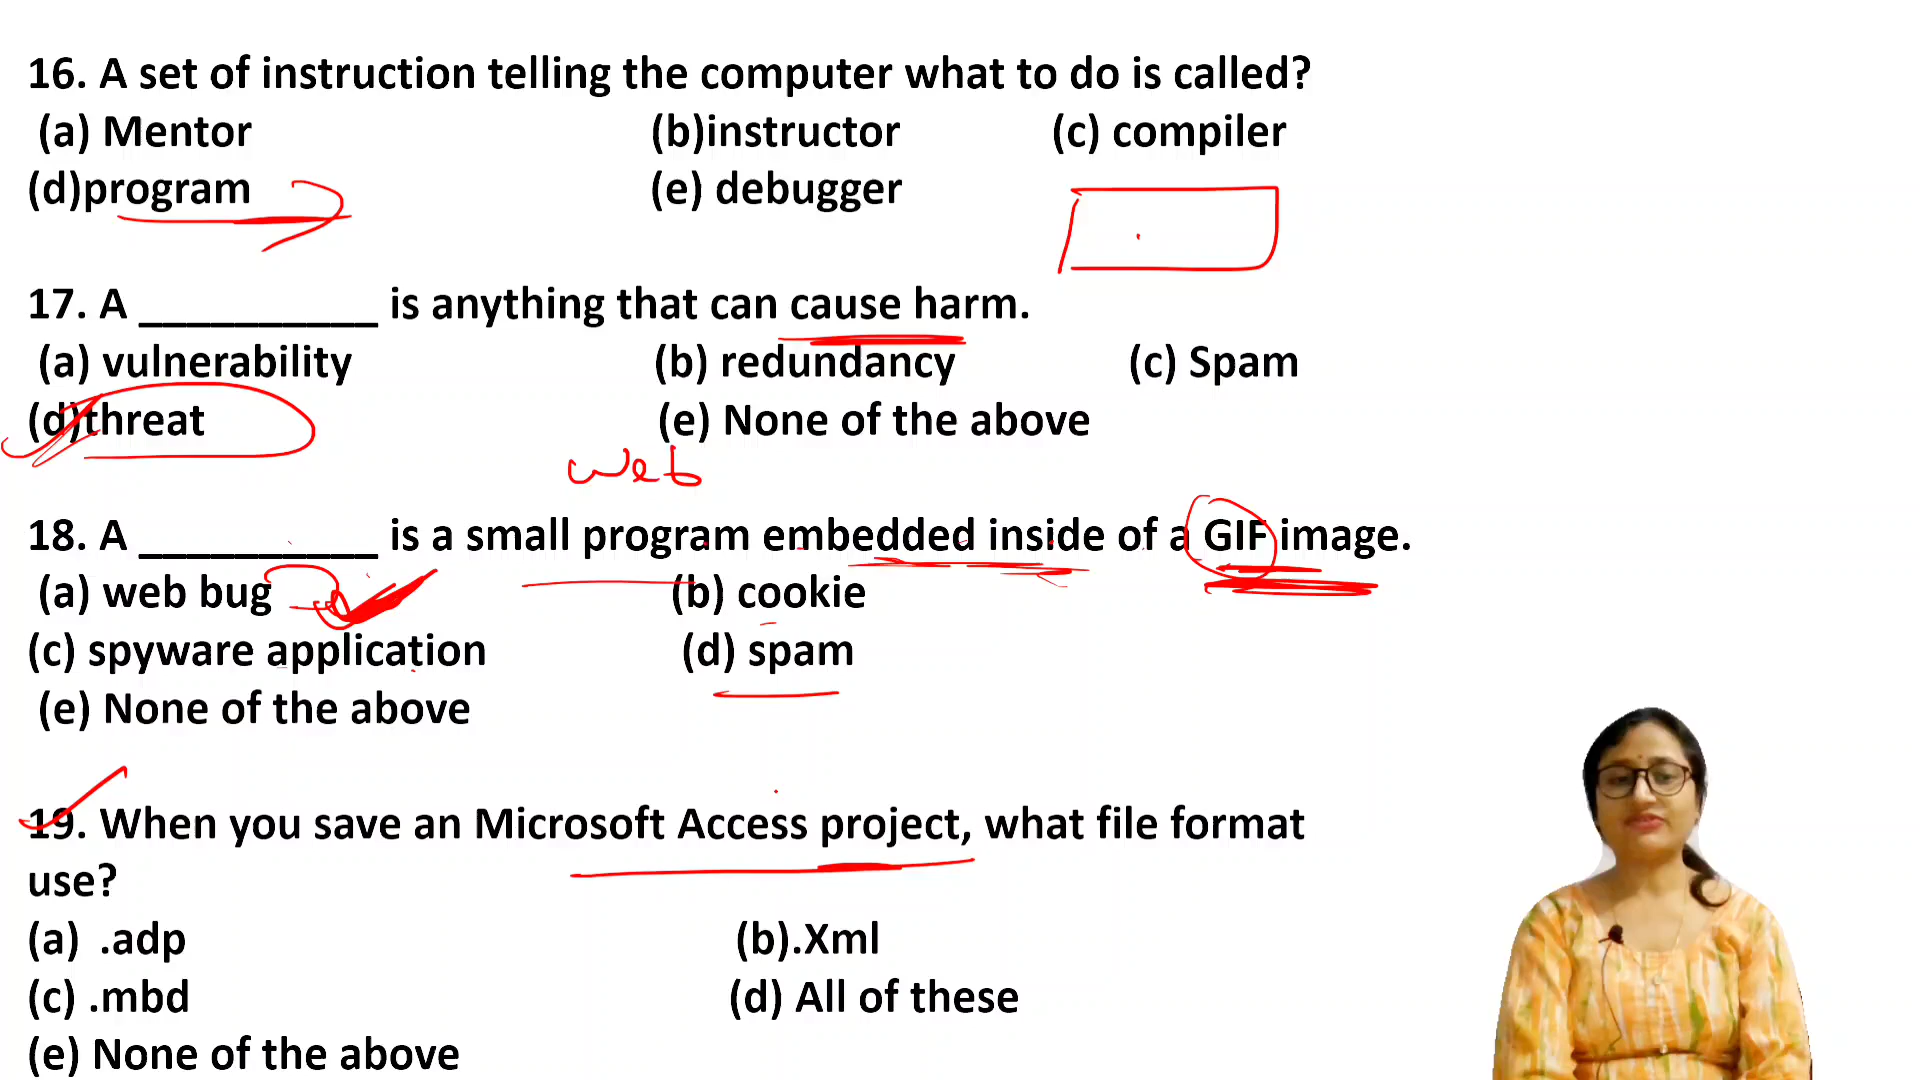 16. A set of instruction telling the computer what to do is called?
(a) Mentor (b)instructor (c) compiler
(d)program (e) debugger
17. A __________ is anything that can cause harm.
(a) vulnerability (b) redundancy (c) Spam
(d)threat (e) None of the above
web
18. A __________ is a small program embedded inside of a GIF image.
(a) web bug (b) cookie
(c) spyware application (d) spam
(e) None of the above
19. When you save an Microsoft Access project, what file format
use?
(a) .adp (b).Xml
(c) .mbd (d) All of these
(e) None of the above